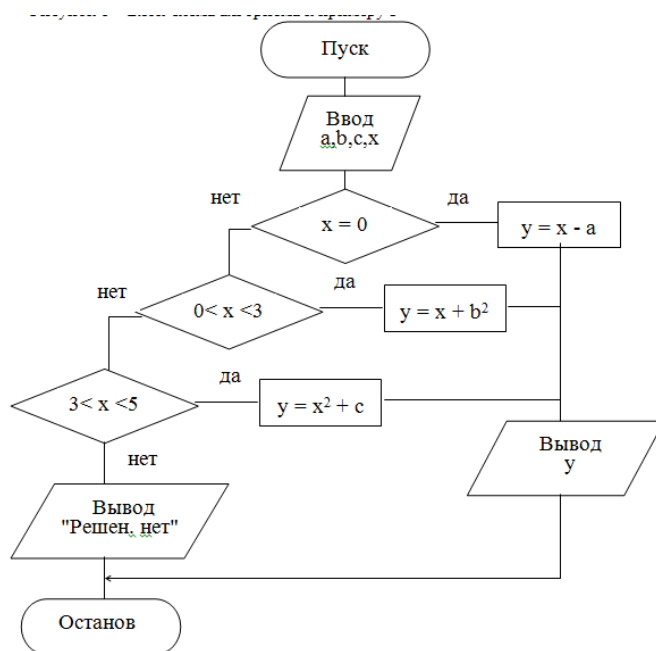 Пуск
Ввод
a,b,c,x
нет
да
x = 0
y = x - a
нет
да
0< x <3
y = x + b²
да
3< x <5
y = x² + c
нет
Вывод
y
Вывод
"Решен. нет"
Останов